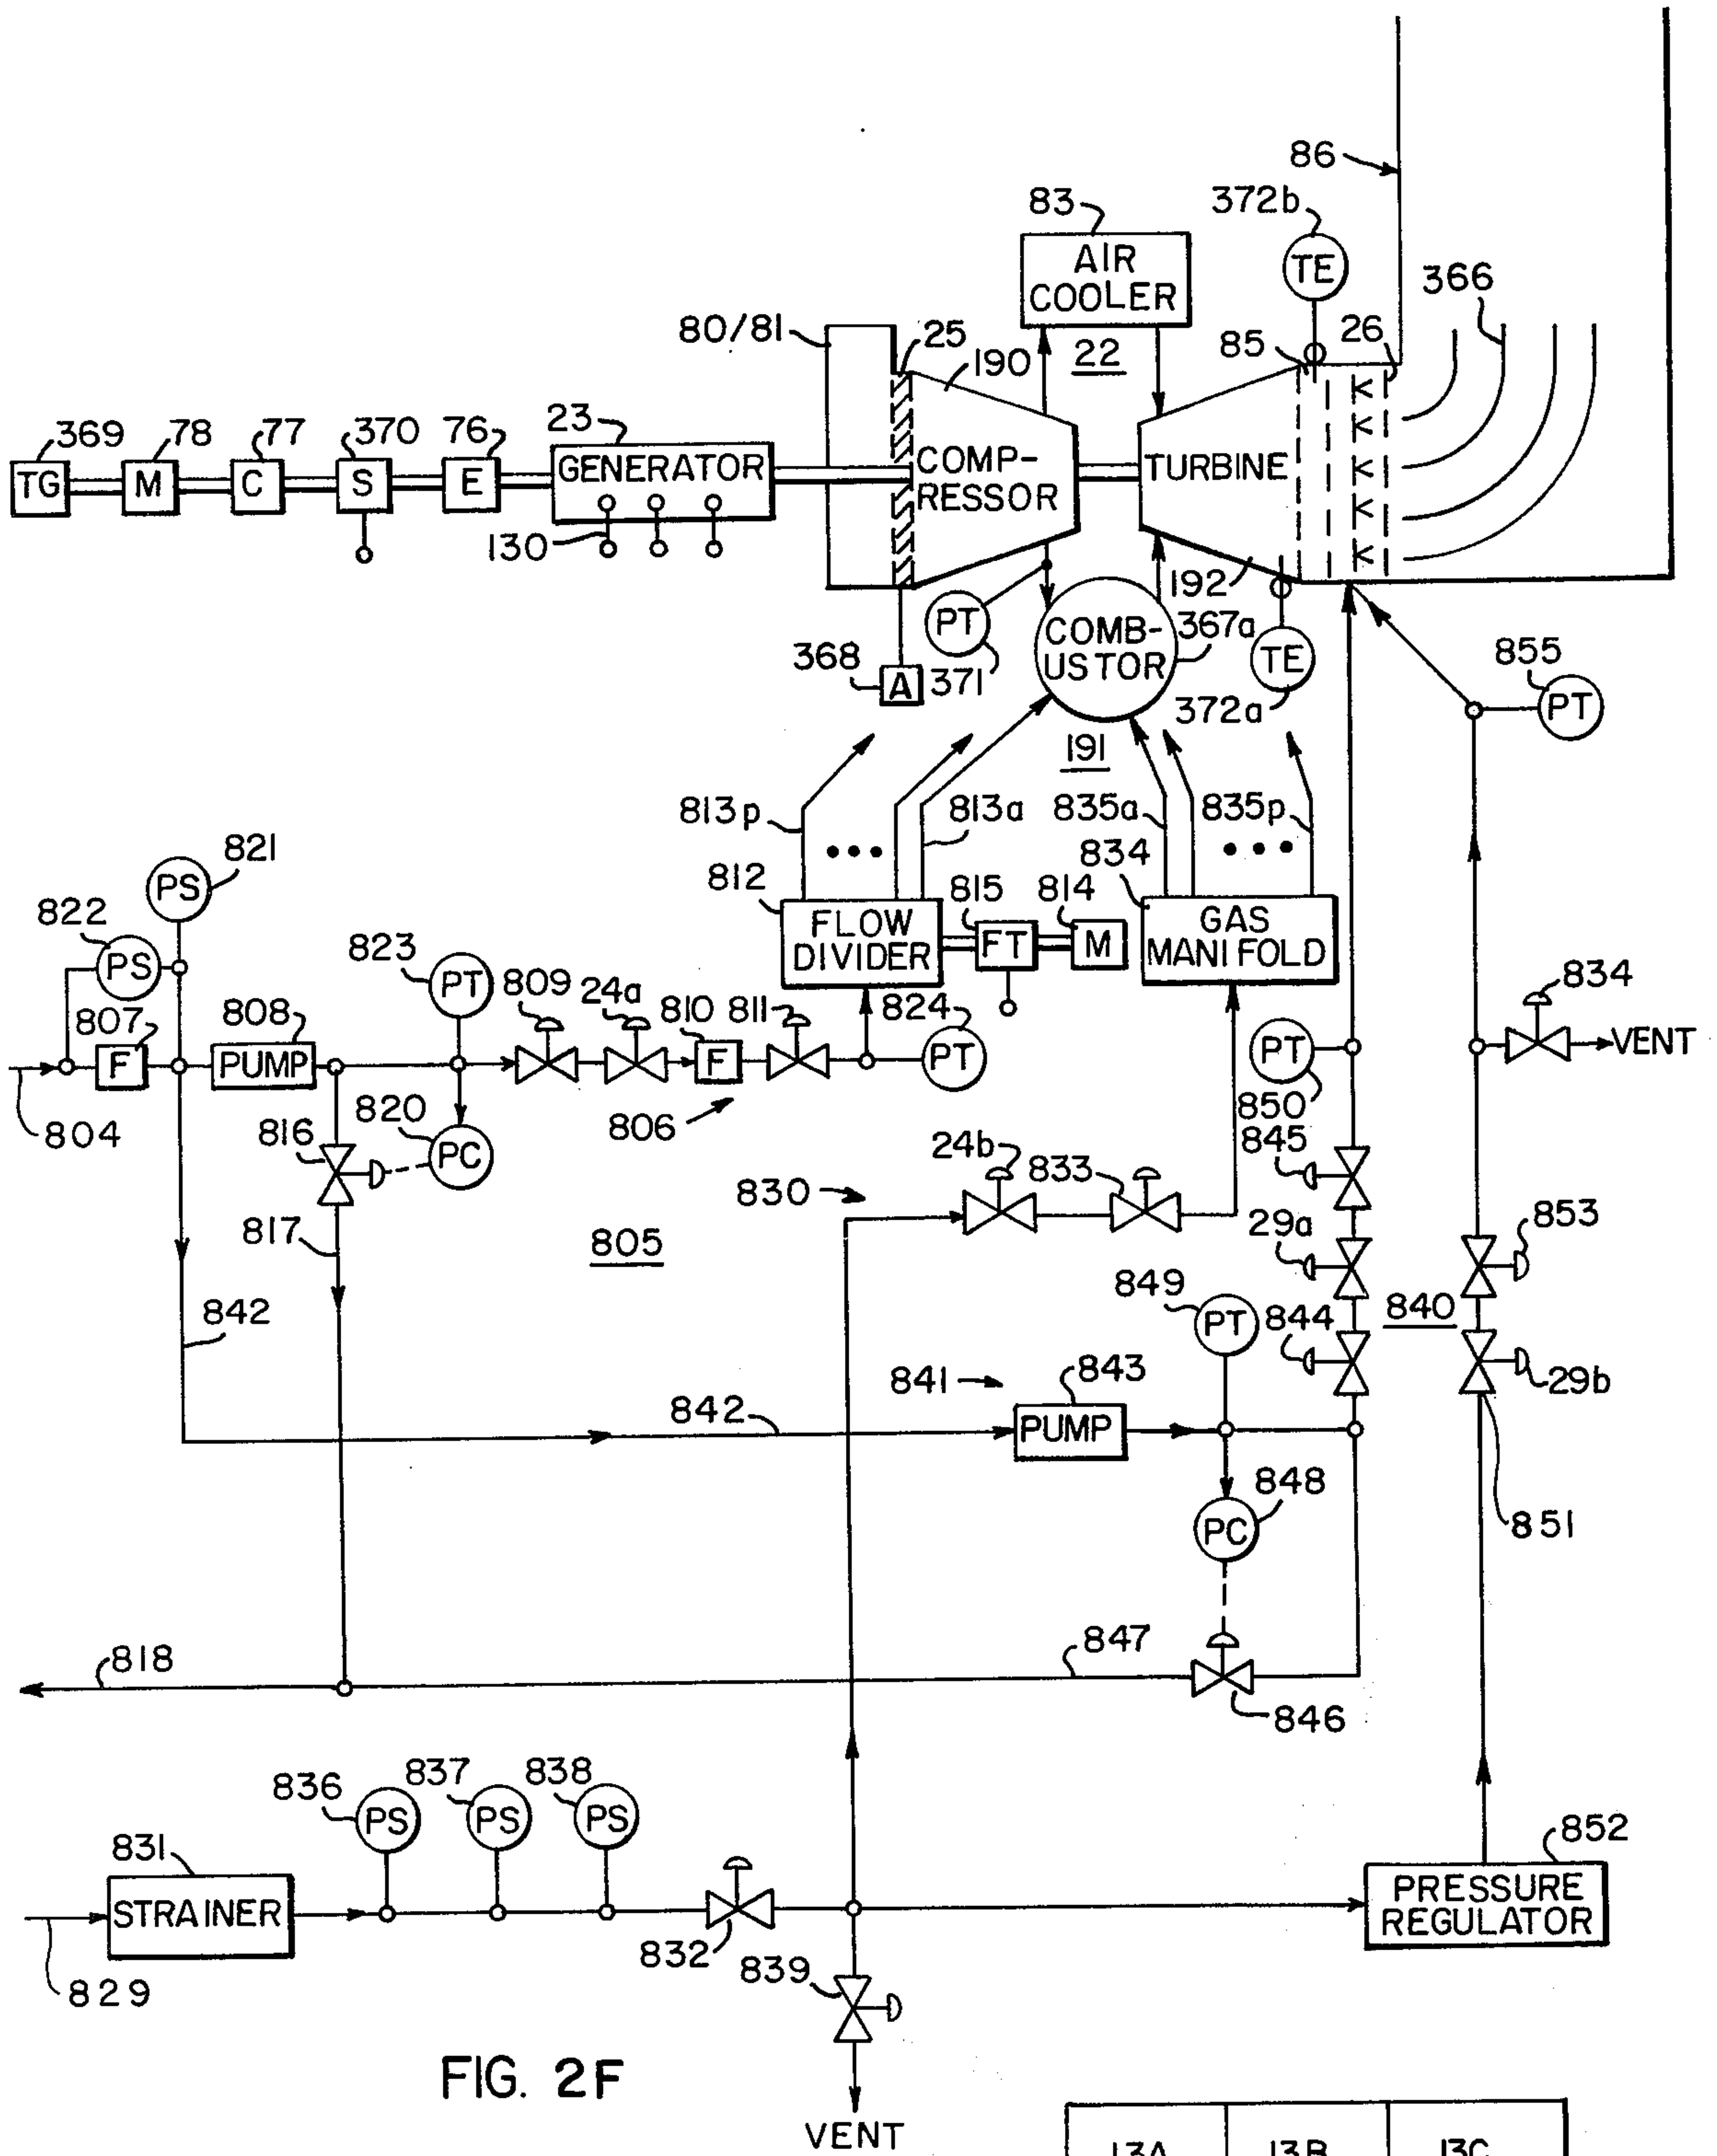 86
372b
83
TE
AIR
COOLER
366
80/81
25
190
22
85
26
369
78
77
370
76
23
TG
M
C
S
E
GENERATOR
130
COMP-
RESSOR
TURBINE
192
PT
371
368
A
COMB-
USTOR
367a
TE
372a
855
PT
191
813p
813a
835a
835p
821
PS
822
PS
812
815
814
834
FLOW
DIVIDER
FT
M
GAS
MANIFOLD
823
PT
809
24a
810
811
824
PT
834
VENT
807
F
808
PUMP
F
804
816
820
PC
806
PT
850
845
24b
833
830
817
805
29a
853
842
849
PT
844
840
29b
841
843
PUMP
842
848
PC
851
818
847
846
836
PS
837
PS
838
PS
831
STRAINER
852
PRESSURE
REGULATOR
829
832
839
FIG. 2F
VENT
13A
13B
13C